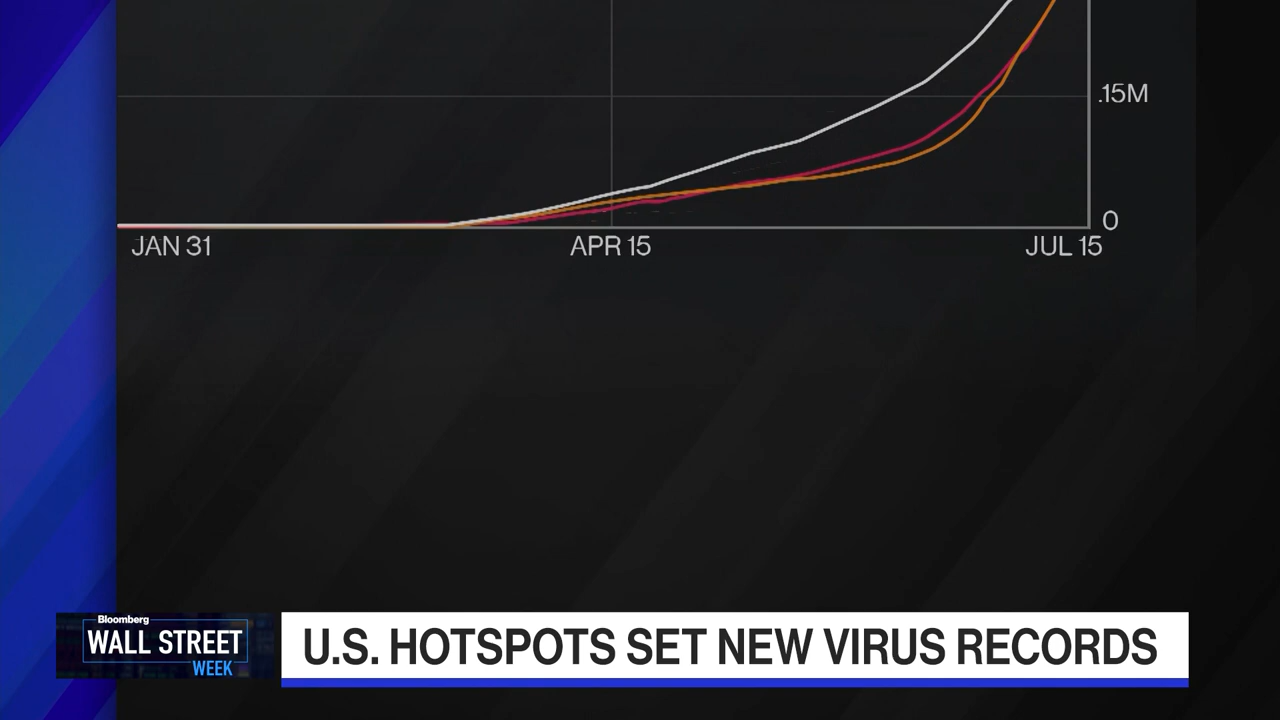 .15M
0
JAN 31
APR 15
JUL 15
Bloomberg
WALL STREET
WEEK
U.S. HOTSPOTS SET NEW VIRUS RECORDS